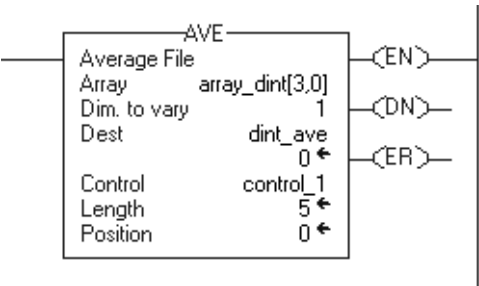 AVE
Average File
EN
Array array_dint[3,0]
Dim. to vary 1
DN
Dest dint_ave
0
ER
Control control_1
Length 5
Position 0